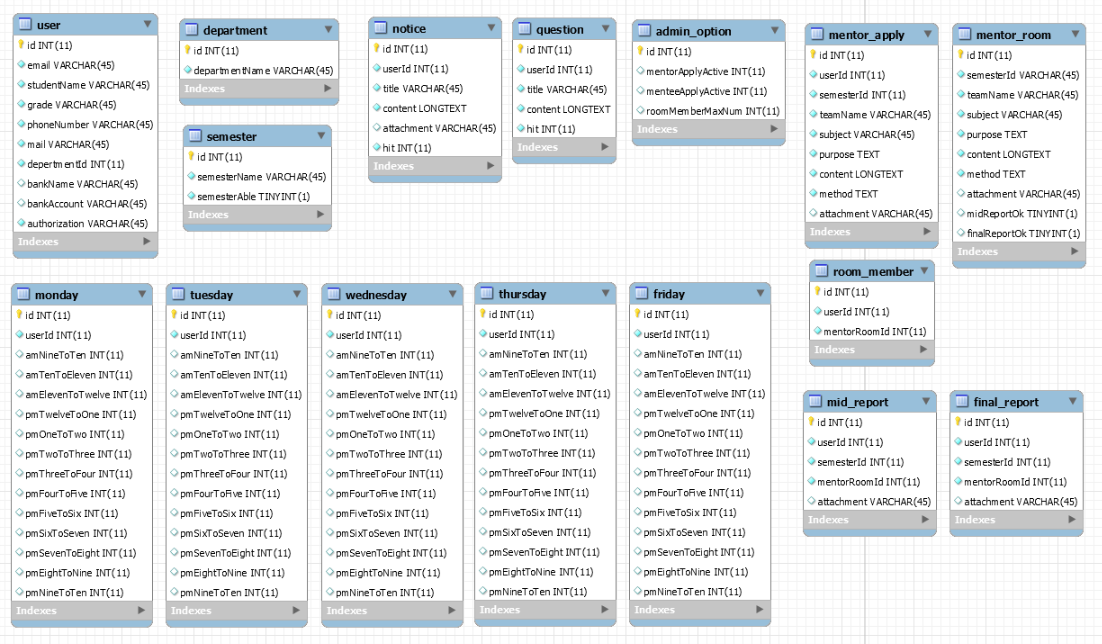 user
id INT(11)
email VARCHAR(45)
studentName VARCHAR(45)
grade VARCHAR(45)
phoneNumber VARCHAR(45)
mail VARCHAR(45)
depertmentId INT(11)
bankName VARCHAR(45)
bankAccount VARCHAR(45)
authorization VARCHAR(45)
Indexes
department
id INT(11)
departmentName VARCHAR(45)
Indexes
semester
id INT(11)
semesterName VARCHAR(45)
semesterAble TINYINT(1)
Indexes
notice
id INT(11)
userId INT(11)
title VARCHAR(45)
content LONGTEXT
attachment VARCHAR(45)
hit INT(11)
Indexes
question
id INT(11)
userId INT(11)
title VARCHAR(45)
content LONGTEXT
hit INT(11)
Indexes
admin_option
id INT(11)
mentorApplyActive INT(11)
menteeApplyActive INT(11)
roomMemberMaxNum INT(11)
Indexes
mentor_apply
id INT(11)
userId INT(11)
semesterId INT(11)
teamName VARCHAR(45)
subject VARCHAR(45)
purpose TEXT
content LONGTEXT
method TEXT
attachment VARCHAR(45)
Indexes
mentor_room
id INT(11)
semesterId VARCHAR(45)
teamName VARCHAR(45)
subject VARCHAR(45)
purpose TEXT
content LONGTEXT
method TEXT
attachment VARCHAR(45)
midReportOk TINYINT(1)
finalReportOk TINYINT(1)
Indexes
room_member
id INT(11)
userId INT(11)
mentorRoomId INT(11)
Indexes
monday
id INT(11)
userId INT(11)
amNineToTen INT(11)
amTenToEleven INT(11)
amElevenToTwelve INT(11)
pmTwelveToOne INT(11)
pmOneToTwo INT(11)
pmTwoToThree INT(11)
pmThreeToFour INT(11)
pmFourToFive INT(11)
pmFiveToSix INT(11)
pmSixToSeven INT(11)
pmSevenToEight INT(11)
pmEightToNine INT(11)
pmNineToTen INT(11)
Indexes
tuesday
id INT(11)
userId INT(11)
amNineToTen INT(11)
amTenToEleven INT(11)
amElevenToTwelve INT(11)
pmTwelveToOne INT(11)
pmOneToTwo INT(11)
pmTwoToThree INT(11)
pmThreeToFour INT(11)
pmFourToFive INT(11)
pmFiveToSix INT(11)
pmSixToSeven INT(11)
pmSevenToEight INT(11)
pmEightToNine INT(11)
pmNineToTen INT(11)
Indexes
wednesday
id INT(11)
userId INT(11)
amNineToTen INT(11)
amTenToEleven INT(11)
amElevenToTwelve INT(11)
pmTwelveToOne INT(11)
pmOneToTwo INT(11)
pmTwoToThree INT(11)
pmThreeToFour INT(11)
pmFourToFive INT(11)
pmFiveToSix INT(11)
pmSixToSeven INT(11)
pmSevenToEight INT(11)
pmEightToNine INT(11)
pmNineToTen INT(11)
Indexes
thursday
id INT(11)
userId INT(11)
amNineToTen INT(11)
amTenToEleven INT(11)
amElevenToTwelve INT(11)
pmTwelveToOne INT(11)
pmOneToTwo INT(11)
pmTwoToThree INT(11)
pmThreeToFour INT(11)
pmFourToFive INT(11)
pmFiveToSix INT(11)
pmSixToSeven INT(11)
pmSevenToEight INT(11)
pmEightToNine INT(11)
pmNineToTen INT(11)
Indexes
friday
id INT(11)
userId INT(11)
amNineToTen INT(11)
amTenToEleven INT(11)
amElevenToTwelve INT(11)
pmTwelveToOne INT(11)
pmOneToTwo INT(11)
pmTwoToThree INT(11)
pmThreeToFour INT(11)
pmFourToFive INT(11)
pmFiveToSix INT(11)
pmSixToSeven INT(11)
pmSevenToEight INT(11)
pmEightToNine INT(11)
pmNineToTen INT(11)
Indexes
mid_report
id INT(11)
userId INT(11)
semesterId INT(11)
mentorRoomId INT(11)
attachment VARCHAR(45)
Indexes
final_report
id INT(11)
userId INT(11)
semesterId INT(11)
mentorRoomId INT(11)
attachment VARCHAR(45)
Indexes